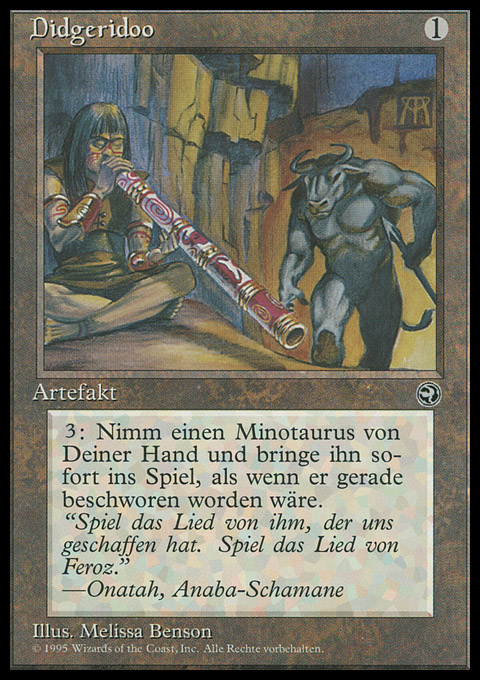 Didgeridoo
1
Artefakt
3: Nimm einen Minotaurus von
Deiner Hand und bringe ihn so-
fort ins Spiel, als wenn er gerade
beschworen worden wäre.
“Spiel das Lied von ihm, der uns
geschaffen hat. Spiel das Lied von
Feroz.”
—Onatah, Anaba-Schamane
Illus. Melissa Benson
© 1995 Wizards of the Coast, Inc. Alle Rechte vorbehalten.